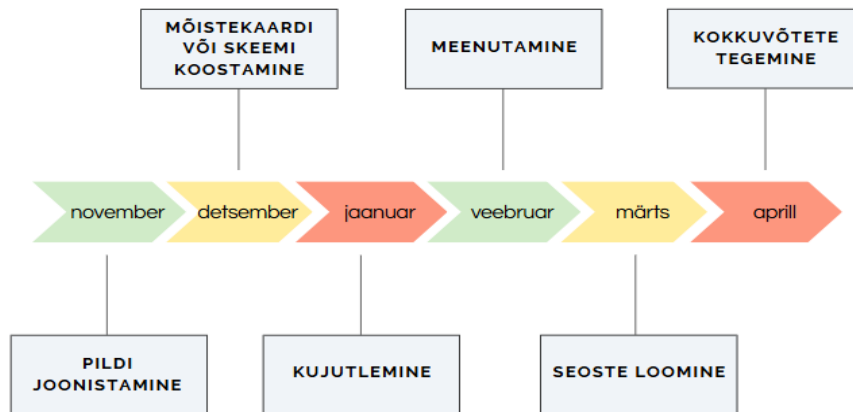 MÕISTEKAARDI
VÕI SKEEMI
KOOSTAMINE
MEENUTAMINE
KOKKUVÕTETE
TEGEMINE
november
detsember
jaanuar
veebruar
märts
aprill
PILDI
JOONISTAMINE
KUJUTLEMINE
SEOSTE LOOMINE